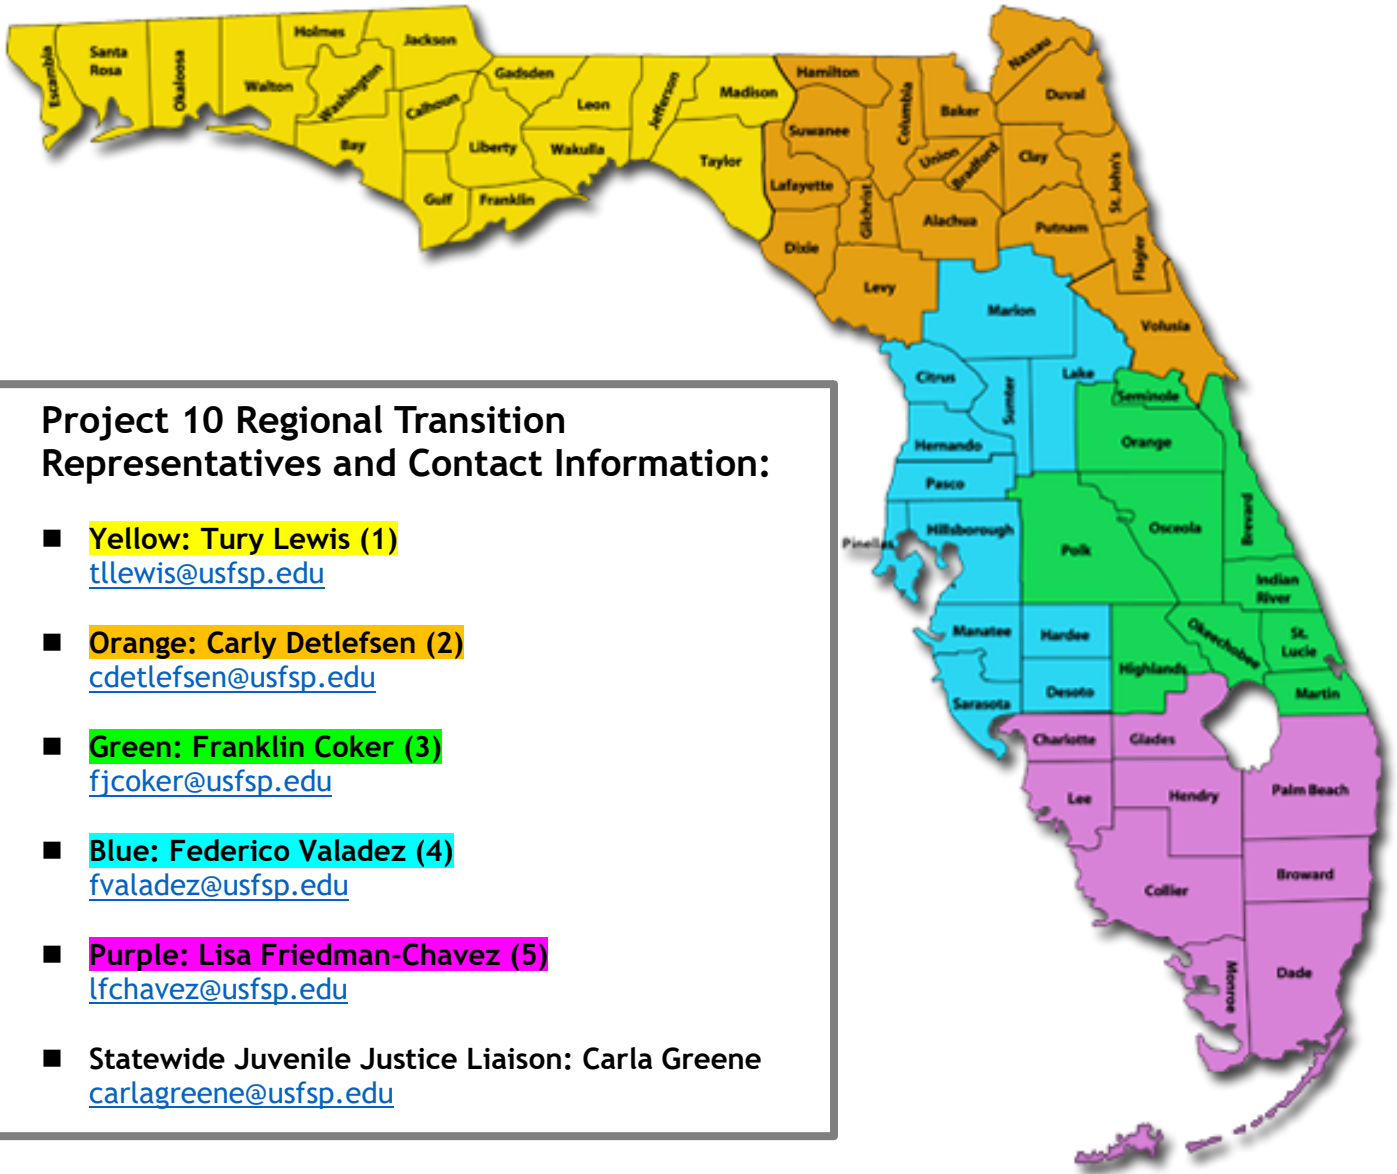 Escambia
Santa
Rosa
Okaloosa
Walton
Holmes
Washington
Jackson
Bay
Calhoun
Gulf
Gadsden
Liberty
Franklin
Leon
Wakulla
Jefferson
Madison
Taylor
Hamilton
Suwanee
Lafayette
Dixie
Columbia
Gilchrist
Levy
Baker
Union
Bradford
Alachua
Nassau
Duval
Clay
St. John's
Putnam
Flagler
Volusia
Marion
Citrus
Sumter
Lake
Hernando
Pasco
Pinellas
Hillsborough
Manatee
Hardee
Sarasota
Desoto
Seminole
Orange
Osceola
Brevard
Polk
Indian
River
Okeechobee
St.
Lucie
Highlands
Martin
Charlotte
Glades
Lee
Hendry
Palm Beach
Collier
Broward
Monroe
Dade
Project 10 Regional Transition
Representatives and Contact Information:
■ Yellow: Tury Lewis (1)
tllewis@usfsp.edu
■ Orange: Carly Detlefsen (2)
cdetlefsen@usfsp.edu
■ Green: Franklin Coker (3)
fjcoker@usfsp.edu
■ Blue: Federico Valadez (4)
fvaladez@usfsp.edu
■ Purple: Lisa Friedman-Chavez (5)
lfchavez@usfsp.edu
■ Statewide Juvenile Justice Liaison: Carla Greene
carlagreene@usfsp.edu